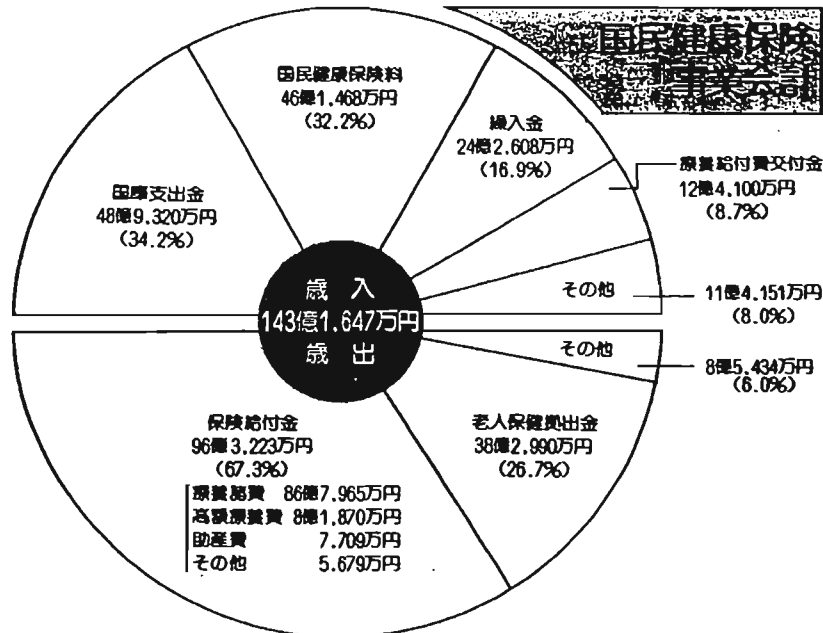 国民健康保険
事業会計
国民健康保険料
46億1,468万円
(32.2%)
繰入金
24億2,608万円
(16.9%)
療養給付費交付金
12億4,100万円
(8.7%)
国庫支出金
48億9,320万円
(34.2%)
その他
11億4,151万円
(8.0%)
歳入
143億1,647万円
歳出
その他
8億5,434万円
(6.0%)
保険給付金
96億3,223万円
(67.3%)
療養諸費 86億7,965万円
高額療養費 8億1,870万円
助産費 7,709万円
その他 5,679万円
老人保健拠出金
38億2,990万円
(26.7%)